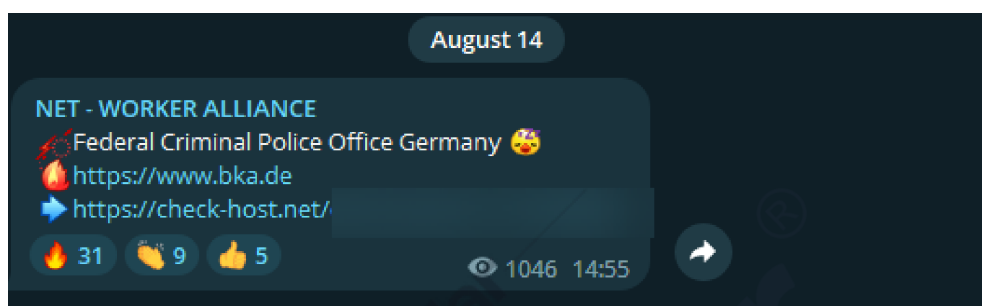 August 14
NET - WORKER ALLIANCE
Federal Criminal Police Office Germany
https://www.bka.de
https://check-host.net/
31 9 5 1046 14:55